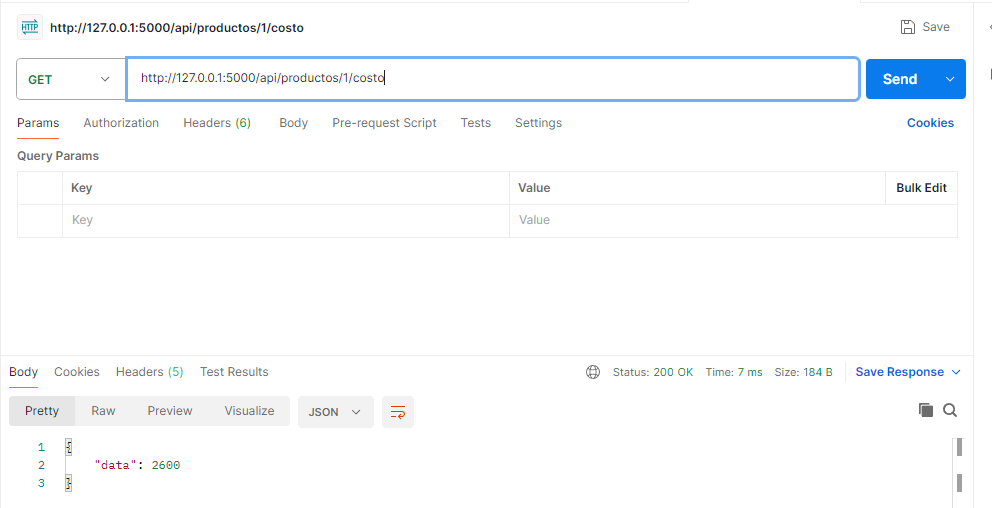 HTTP http://127.0.0.1:5000/api/productos/1/costo Save
GET http://127.0.0.1:5000/api/productos/1/costo Send
Params Authorization Headers (6) Body Pre-request Script Tests Settings Cookies
Query Params
Key Value Bulk Edit
Key Value
Body Cookies Headers (5) Test Results Status: 200 OK Time: 7 ms Size: 184 B Save Response
Pretty Raw Preview Visualize JSON
1 {
2 "data": 2600
3 }